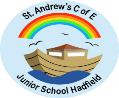 St. Andrew's C of E
Junior School Hadfield